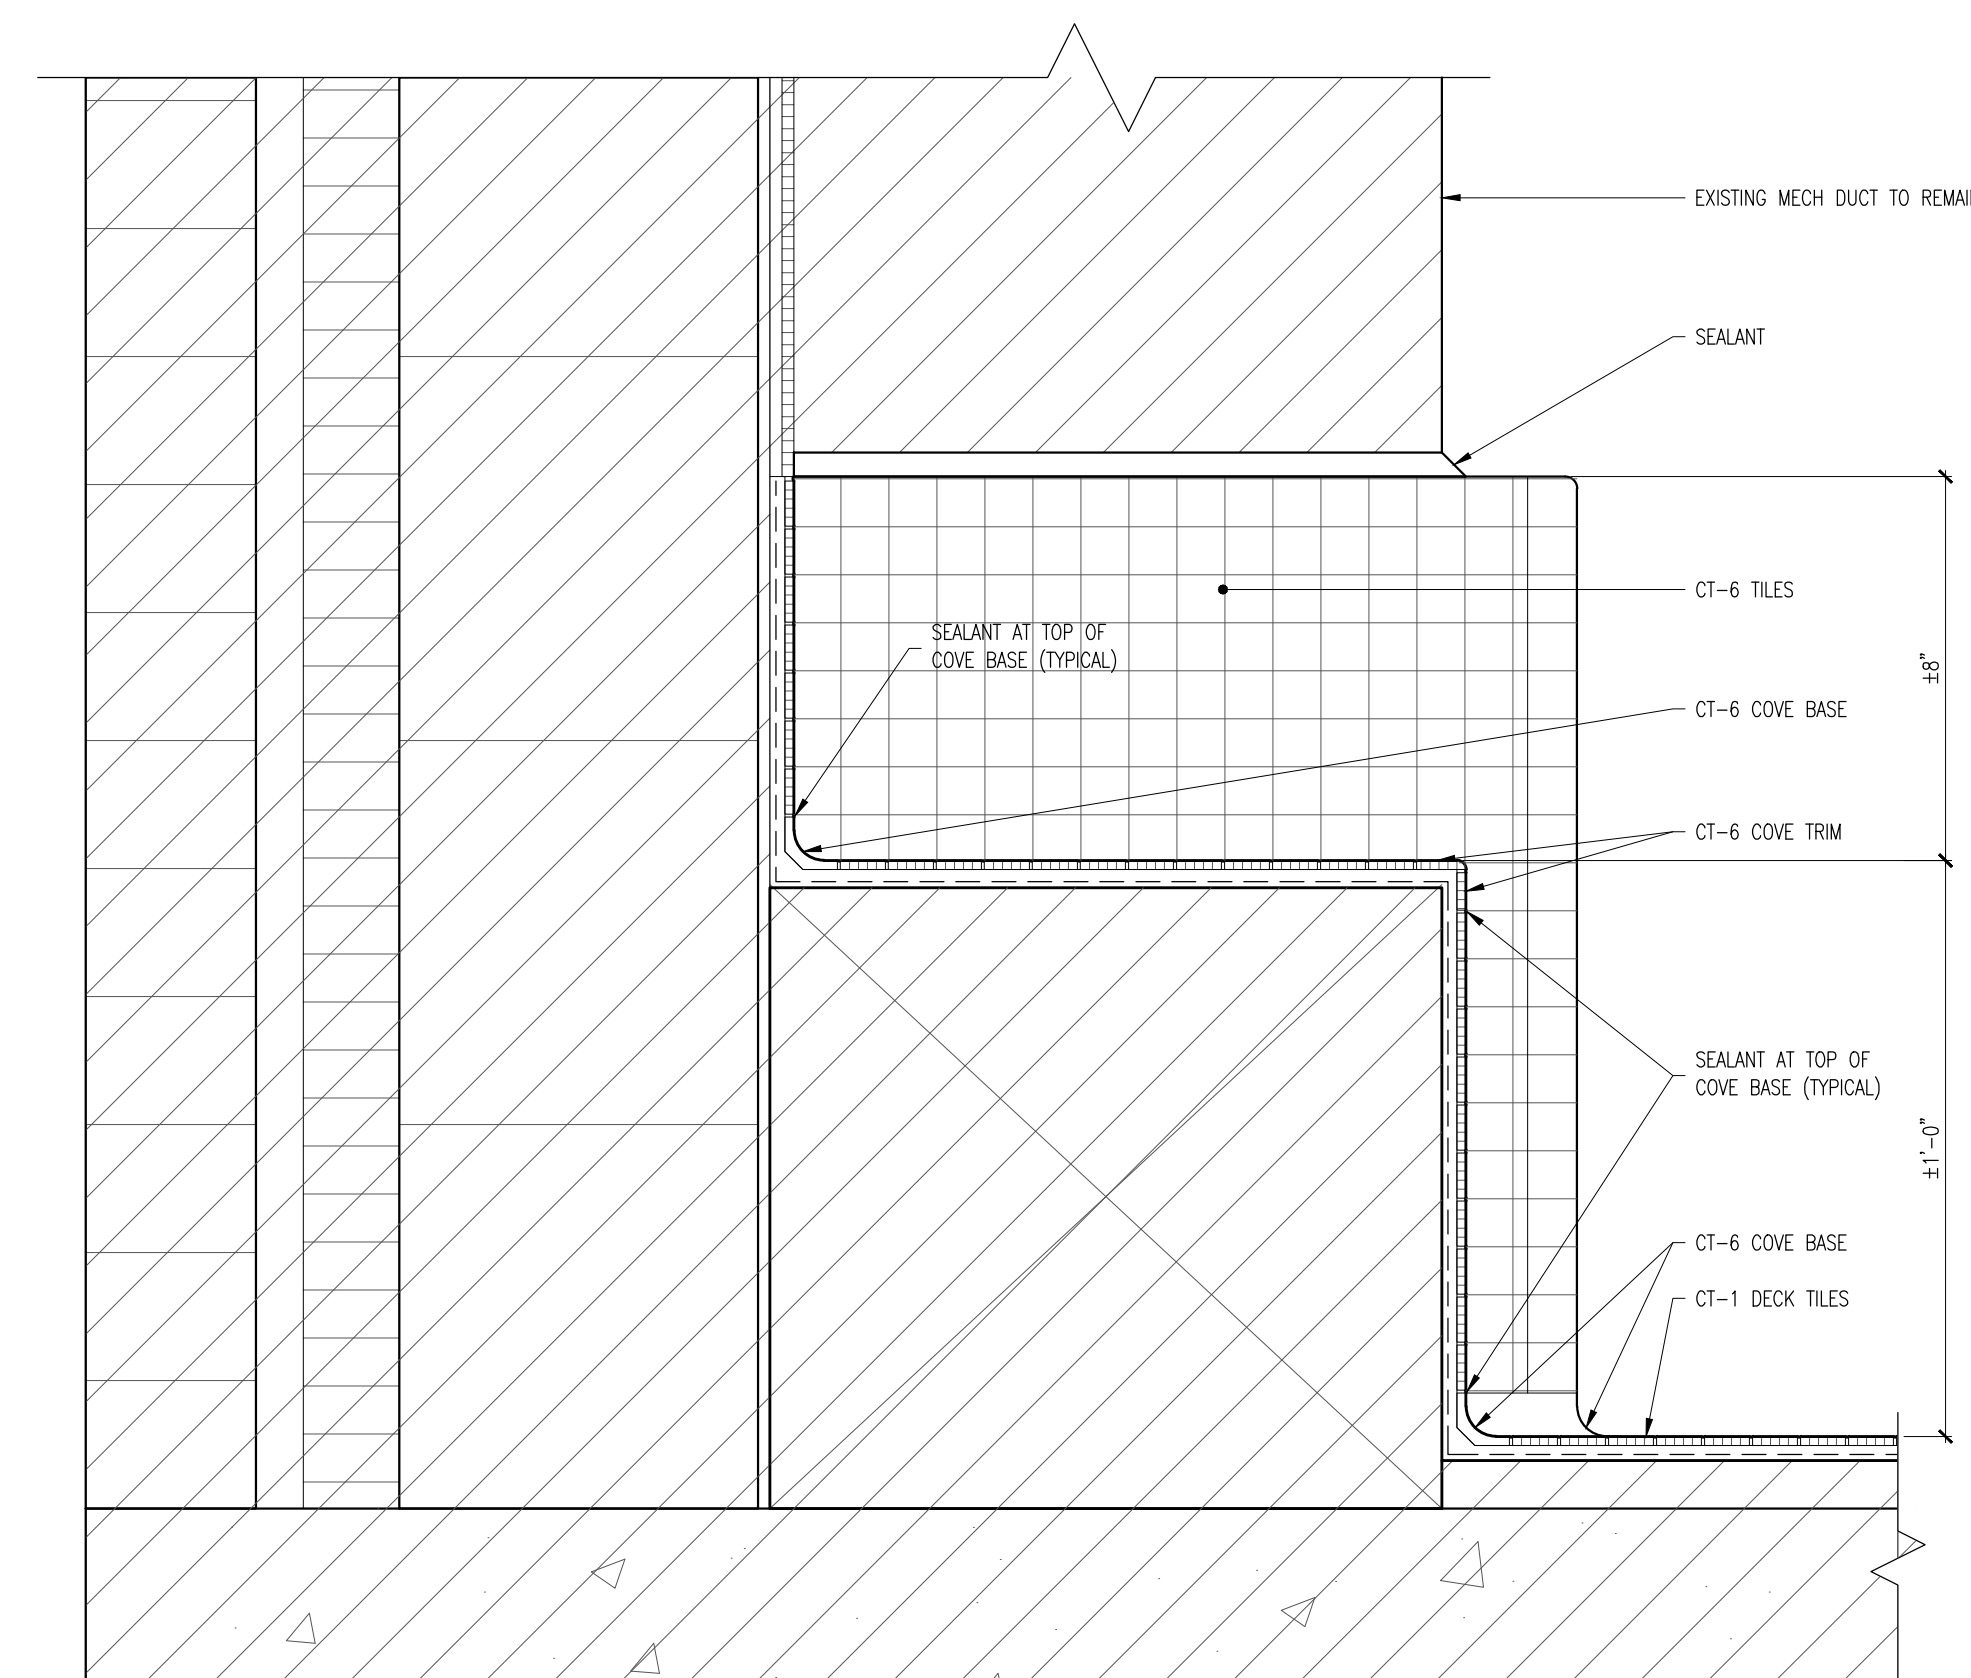 EXISTING MECH DUCT TO
SEALANT
CT-6 TILES
SEALANT AT TOP OF
COVE BASE (TYPICAL)
±8"
CT-6 COVE BASE
CT-6 COVE TRIM
SEALANT AT TOP OF
COVE BASE (TYPICAL)
±1'-0"
CT-6 COVE BASE
CT-1 DECK TILES